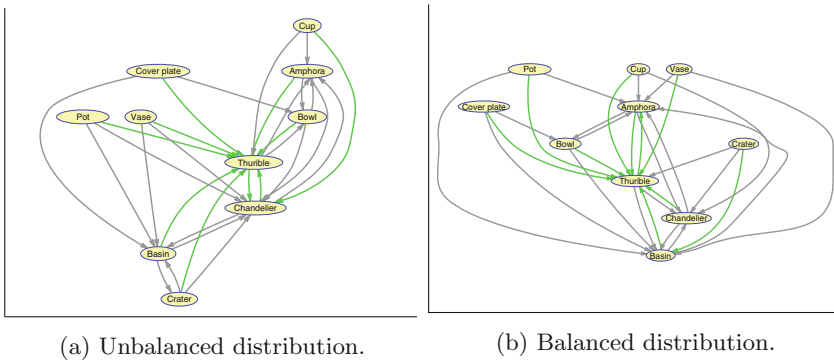 Cup
Cover plate
Amphora
Pot
Vase
Bowl
Thurible
Chandelier
Basin
Crater
(a) Unbalanced distribution.
Pot
Cup
Vase
Cover plate
Amphora
Bowl
Crater
Thurible
Chandelier
Basin
(b) Balanced distribution.